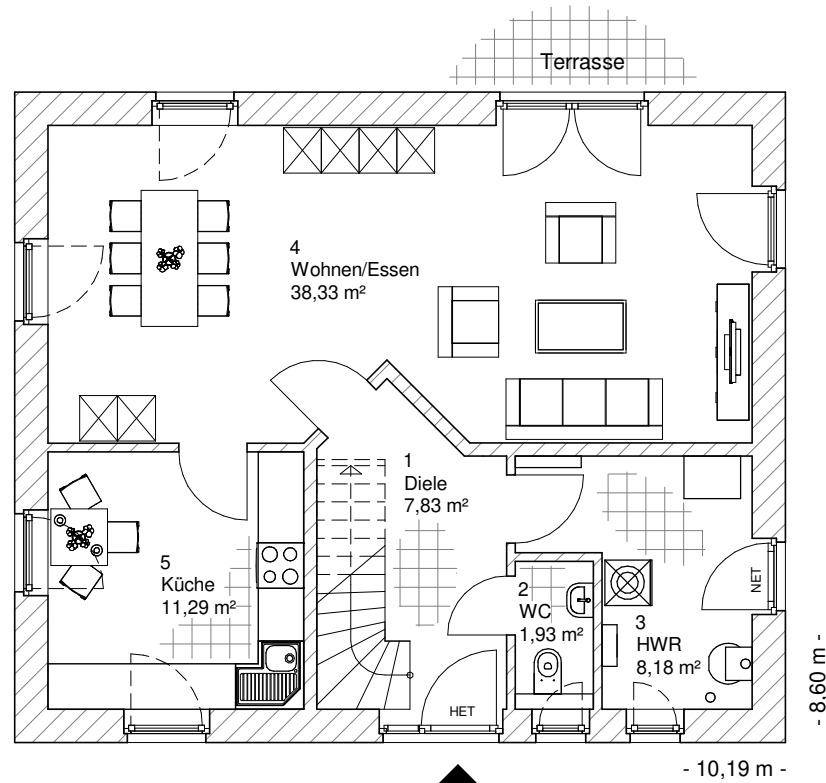 Terrasse
4
Wohnen/Essen
38,33 m²
1
Diele
7,83 m²
5
Küche
11,29 m²
2
WC
1,93 m²
3
HWR
8,18 m²
NET
HET
- 8,60 m -
- 10,19 m -